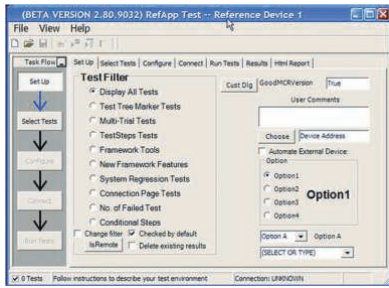 (BETA VERSION 2.80.9032) RefApp Test -- Reference Device 1
File View Help
Task Flow
Set Up
Select Tests
Configure
Connect
Run Tests
Set Up Select Tests Configure Connect Run Tests Results Html Report
Test Filter
Display All Tests
Test Tree Marker Tests
Multi-Trial Tests
TestSteps Tests
Framework Tools
New Framework Features
System Regression Tests
Connection Page Tests
No. of Failed Test
Conditional Steps
Change filter Checked by default
IsRemote Delete existing results
Cust Dlg GoodMCRVersion True
User Comments
Choose Device Address
Automate External Device:
Option
Option1
Option2
Option3
Option4
Option1
Option A Option A
(SELECT OR TYPE)
0 Tests Follow instructions to describe your test environment Connection: UNKNOWN